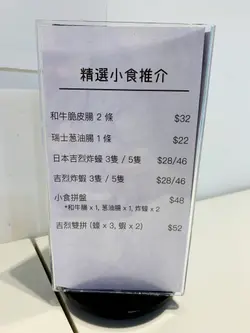 精選小食推介
和牛脆皮腸 2 條 $32
瑞士葱油腸 1 條 $22
日本吉烈炸蠔 3隻 / 5隻 $28/46
吉烈炸蝦 3隻 / 5隻 $28/46
小食拼盤 $48
*和牛腸 x 1, 葱油腸 x 1, 炸蠔 x 2
吉烈雙拼 (蠔 x 3, 蝦 x 2) $52